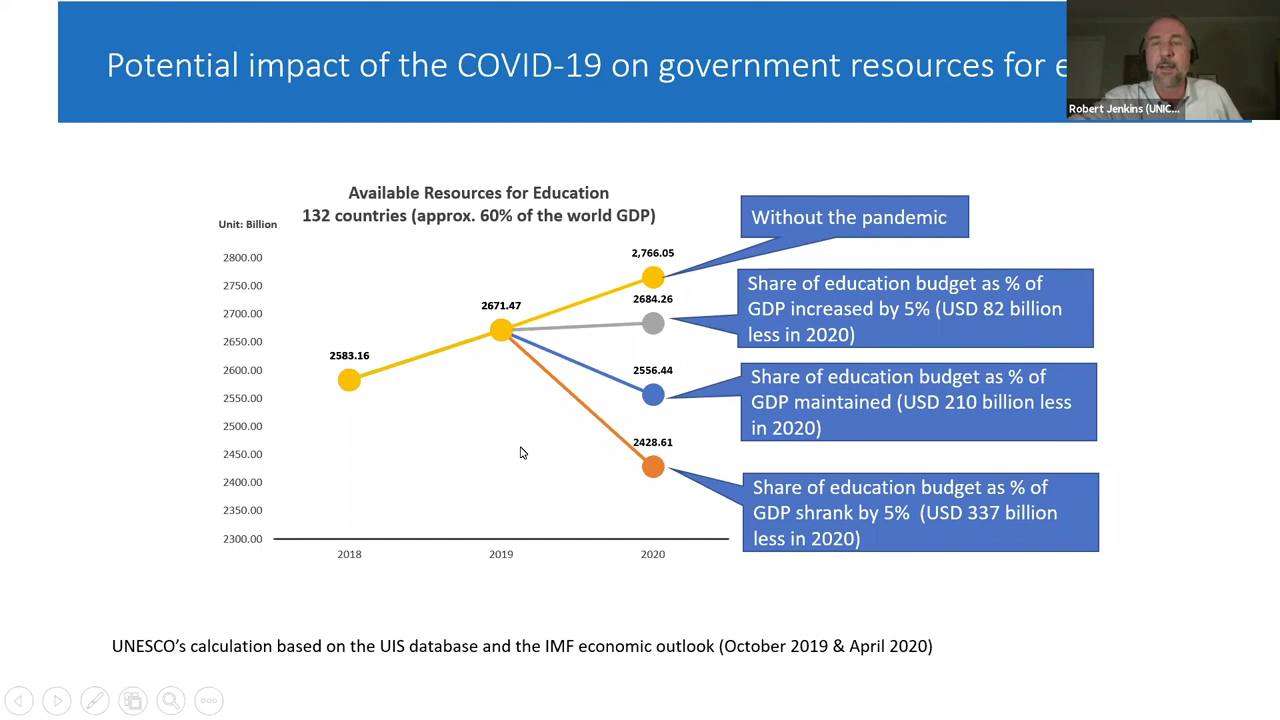 Potential impact of the COVID-19 on government resources for
Robert Jenkins (UNIC...
Available Resources for Education
132 countries (approx. 60% of the world GDP)
Unit: Billion
2800.00
2750.00
2700.00
2650.00
2600.00
2550.00
2500.00
2450.00
2400.00
2350.00
2300.00
2583.16
2671.47
2,766.05
2684.26
2556.44
2428.61
2018
2019
2020
Without the pandemic
Share of education budget as % of
GDP increased by 5% (USD 82 billion
less in 2020)
Share of education budget as % of
GDP maintained (USD 210 billion less
in 2020)
Share of education budget as % of
GDP shrank by 5% (USD 337 billion
less in 2020)
UNESCO's calculation based on the UIS database and the IMF economic outlook (October 2019 & April 2020)